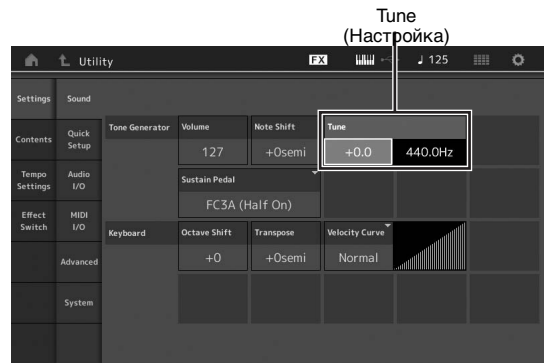 Tune
(Настройка)
Utility
FX
125
Settings
Sound
Tone Generator
Volume
Note Shift
Tune
127
+0semi
+0.0
440.0Hz
Contents
Quick
Setup
Sustain Pedal
FC3A (Half On)
Tempo
Settings
Audio
I/O
Effect
Switch
MIDI
I/O
Keyboard
Octave Shift
Transpose
Velocity Curve
+0
+0semi
Normal
Advanced
System